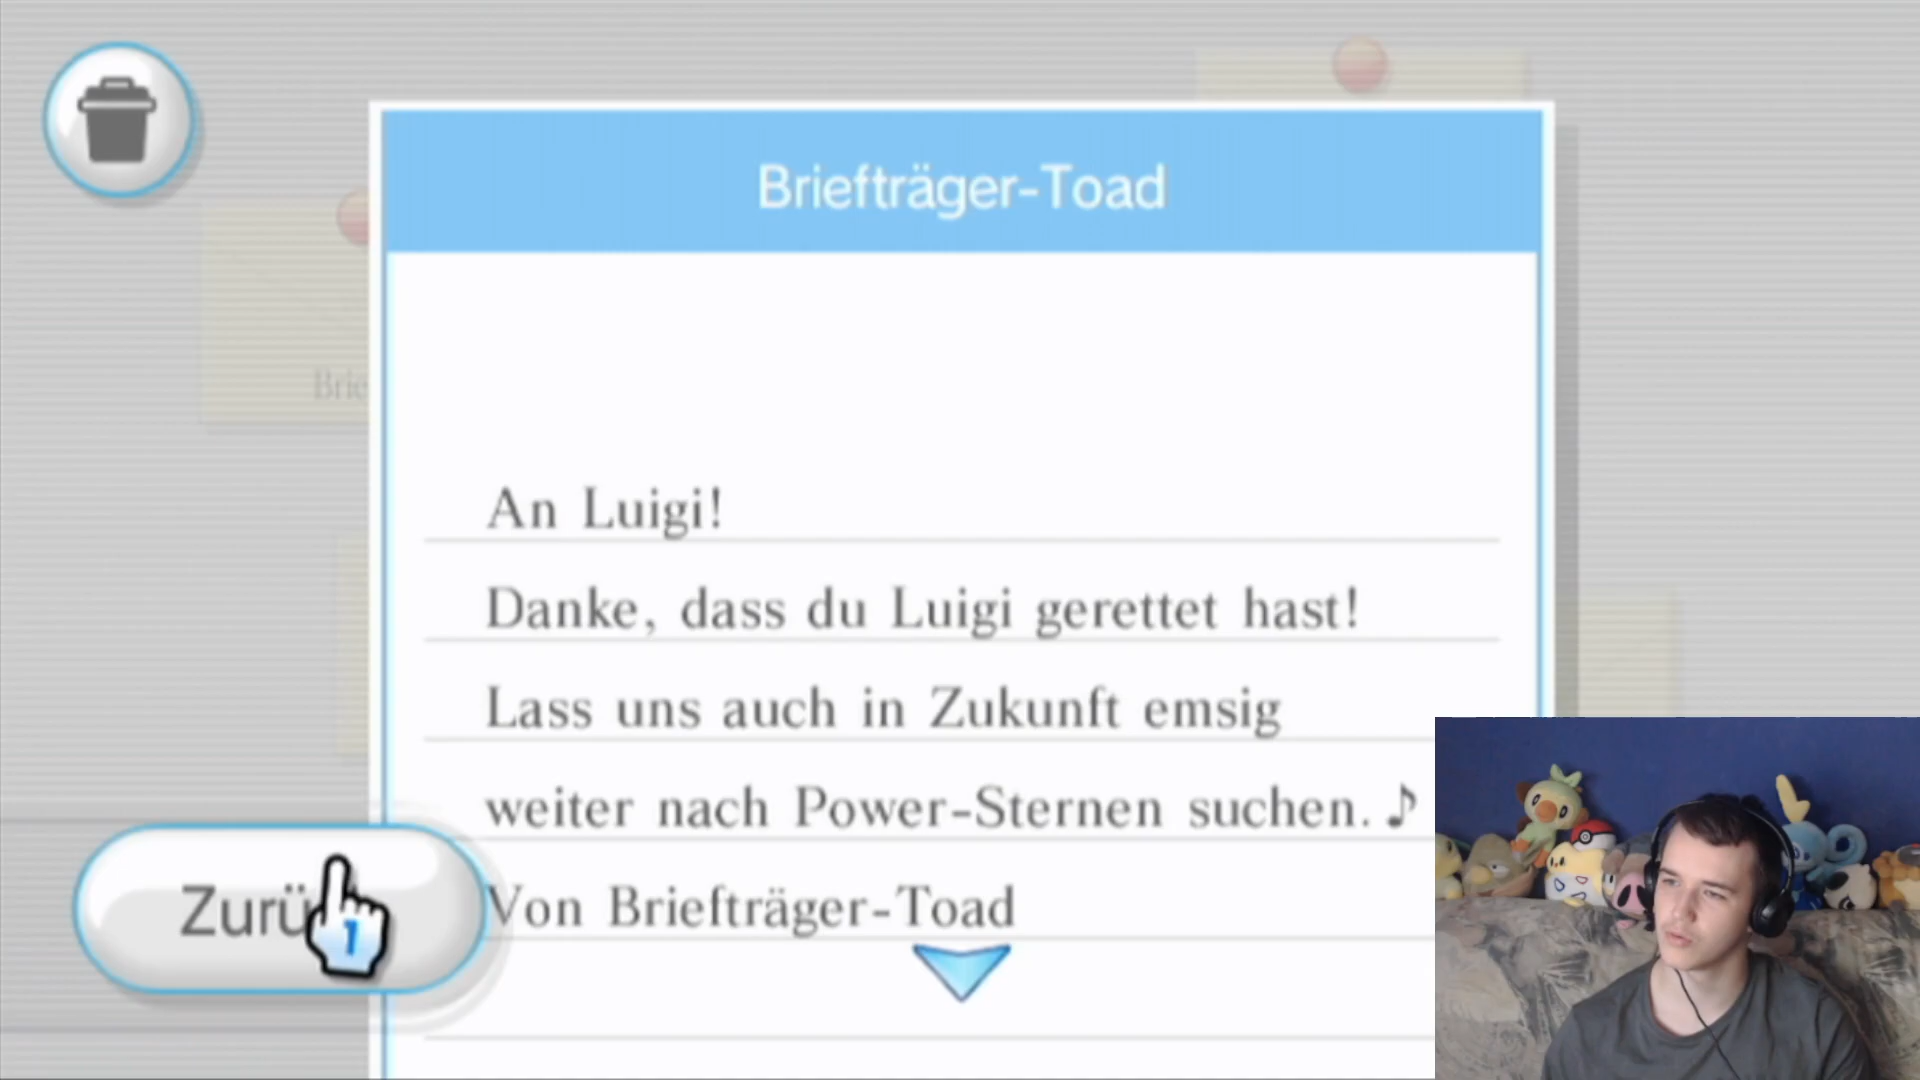 Briefträger-Toad
An Luigi!
Danke, dass du Luigi gerettet hast!
Lass uns auch in Zukunft emsig
weiter nach Power-Sternen suchen.♪
Von Briefträger-Toad
1